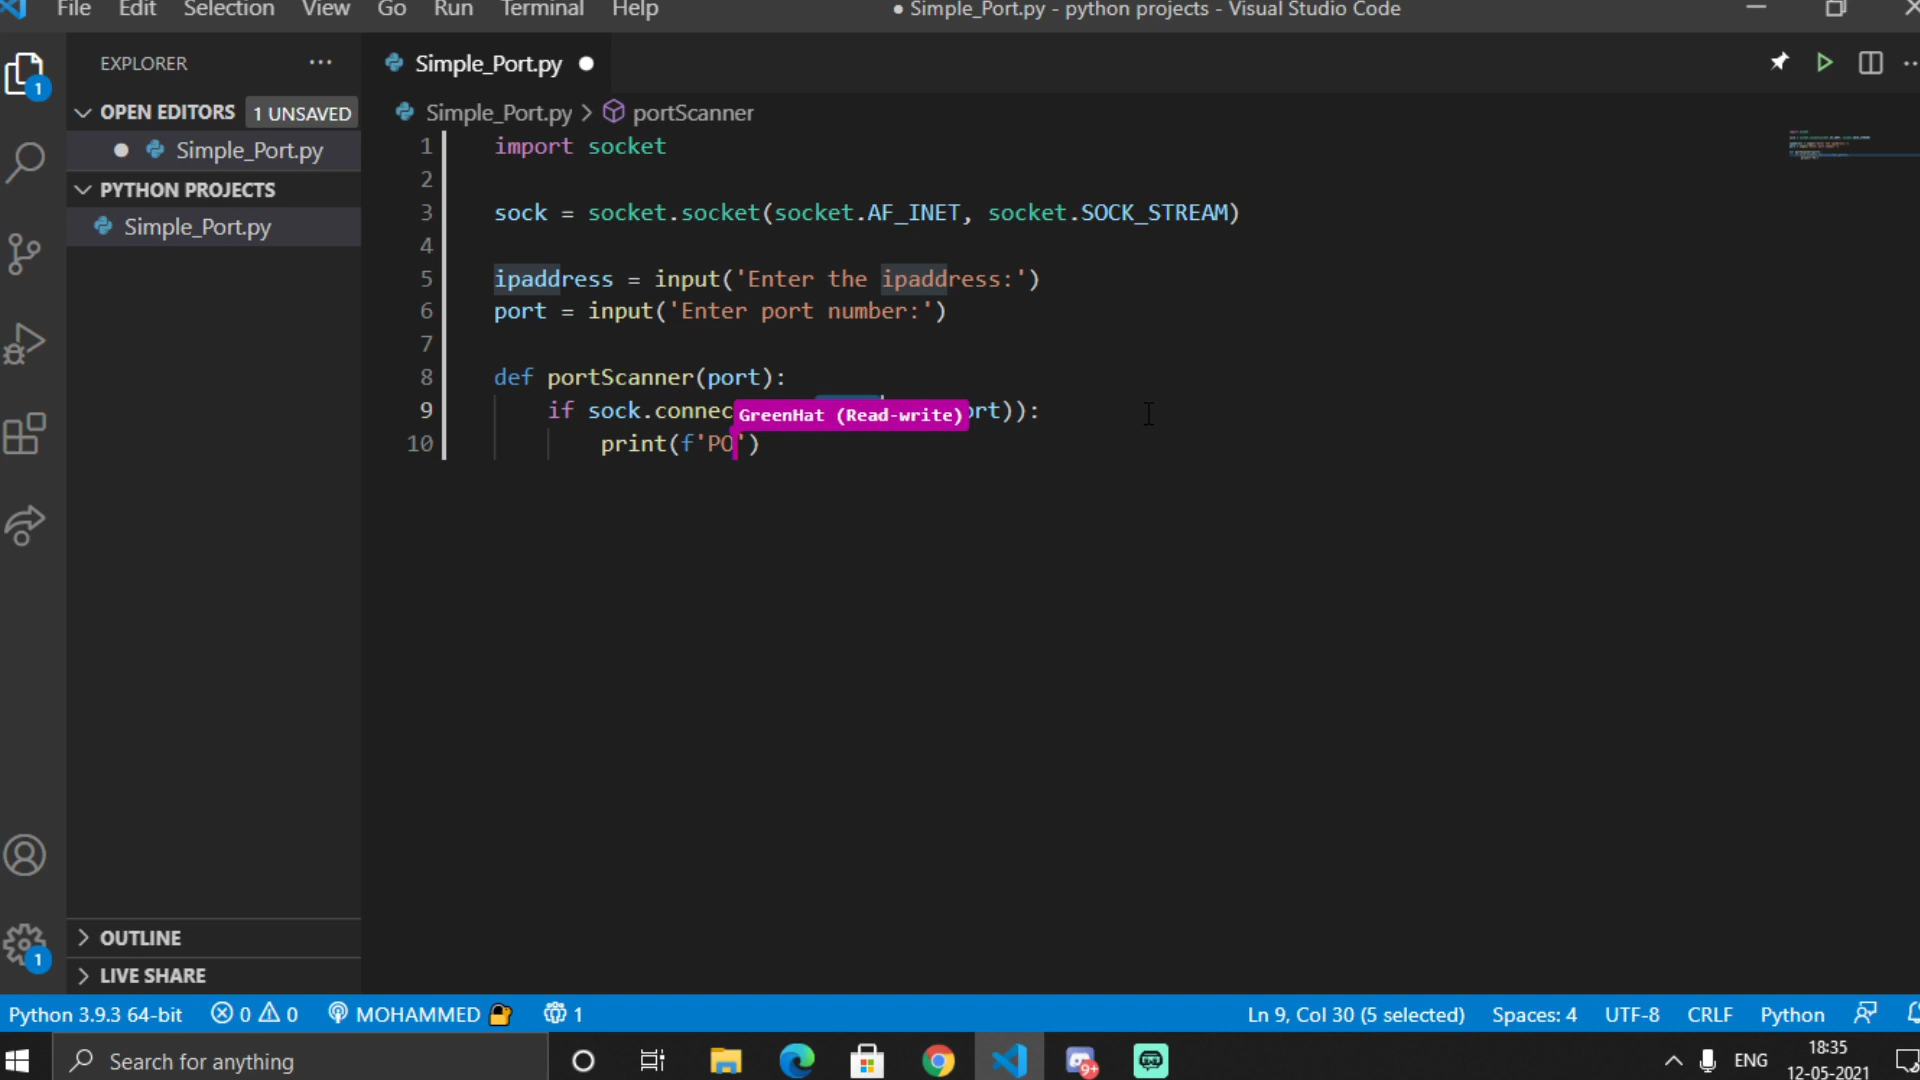 File Edit Selection View Go Run Terminal Help
● Simple_Port.py - python projects - Visual Studio Code
EXPLORER
OPEN EDITORS 1 UNSAVED
Simple_Port.py
PYTHON PROJECTS
Simple_Port.py
OUTLINE
LIVE SHARE
Simple_Port.py
Simple_Port.py > portScanner
1 import socket
2
3 sock = socket.socket(socket.AF_INET, socket.SOCK_STREAM)
4
5 ipaddress = input('Enter the ipaddress:')
6 port = input('Enter port number:')
7
8 def portScanner(port):
9 if sock.connec GreenHat (Read-write) ort)):
10 print(f'PO')
1
1
Python 3.9.3 64-bit 0 0 MOHAMMED 1 Ln 9, Col 30 (5 selected) Spaces: 4 UTF-8 CRLF Python
Search for anything
9+
ENG
18:35
12-05-2021